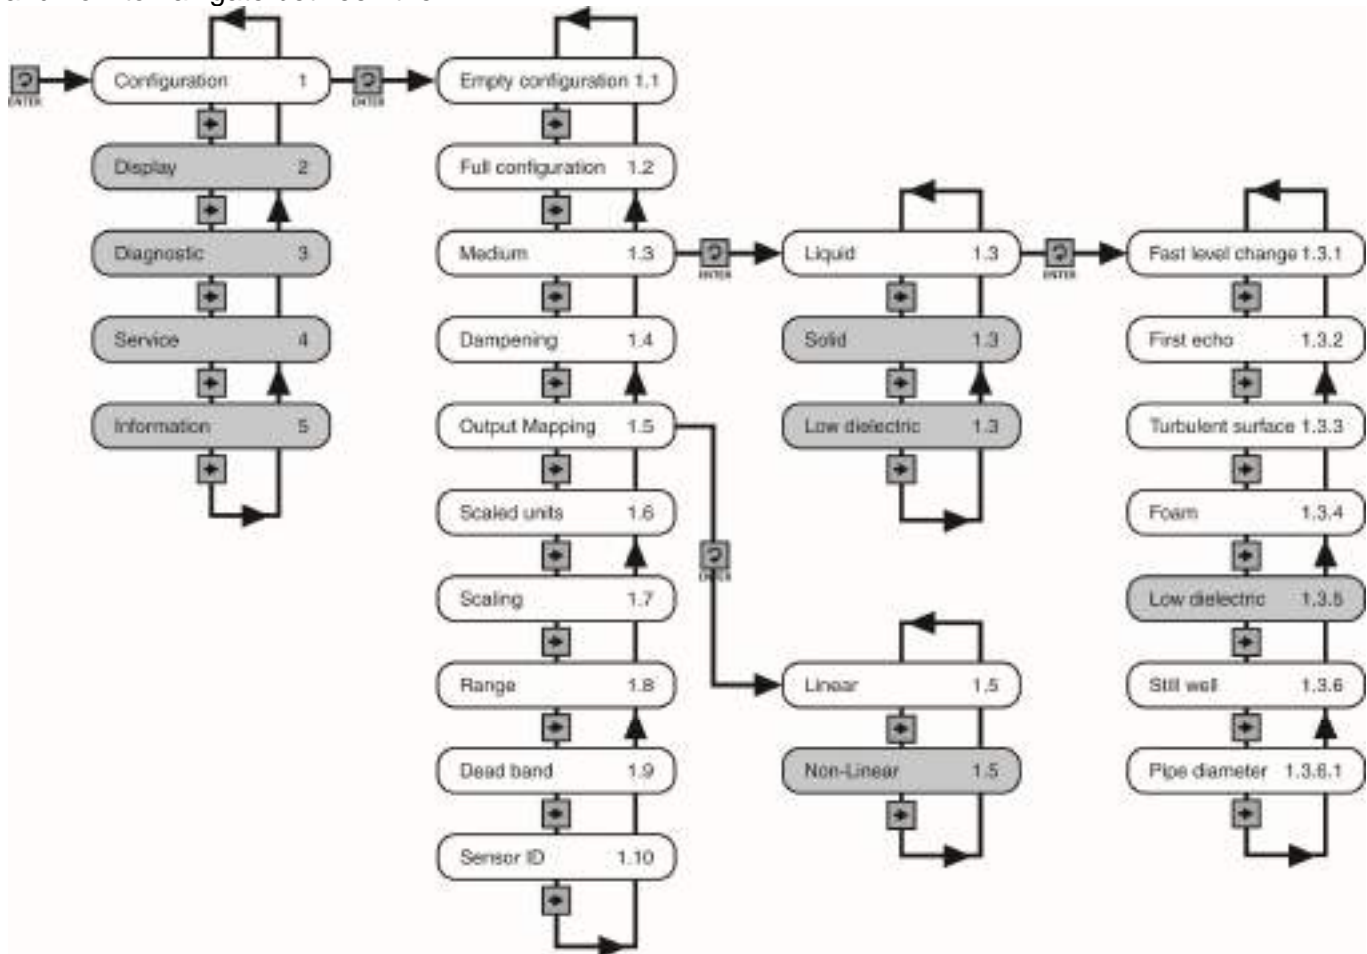 Configuration 1
Display 2
Diagnostic 3
Service 4
Information 5
Empty configuration 1.1
Full configuration 1.2
Medium 1.3
Dampening 1.4
Output Mapping 1.5
Scaled units 1.6
Scaling 1.7
Range 1.8
Dead band 1.9
Sensor ID 1.10
Liquid 1.3
Solid 1.3
Low dielectric 1.3
Linear 1.5
Non-Linear 1.5
Fast level change 1.3.1
First echo 1.3.2
Turbulent surface 1.3.3
Foam 1.3.4
Low dielectric 1.3.5
Still well 1.3.6
Pipe diameter 1.3.6.1
ENTER
ENTER
ENTER
ENTER
ENTER